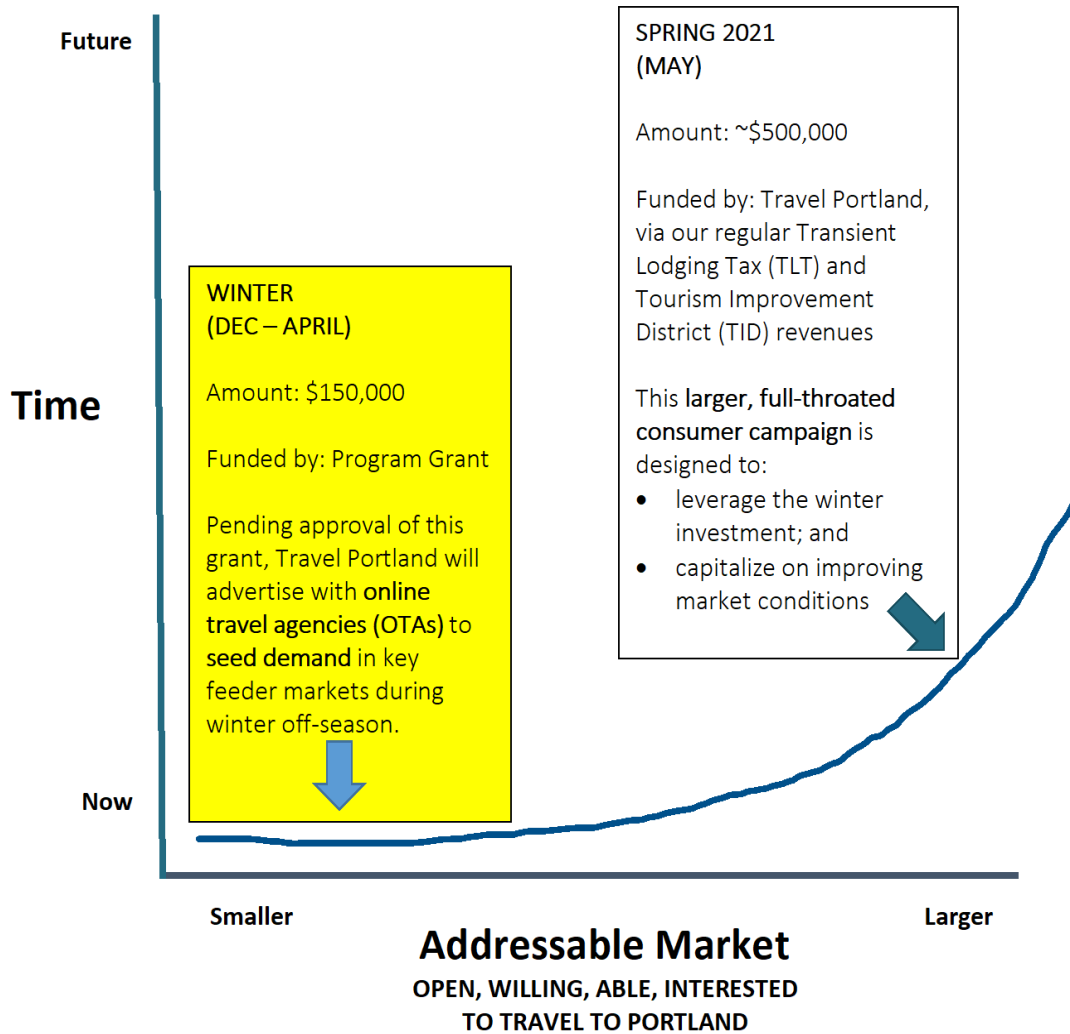 Future
Time
Now
WINTER
(DEC – APRIL)
Amount: $150,000
Funded by: Program Grant
Pending approval of this
grant, Travel Portland will
advertise with online
travel agencies (OTAs) to
seed demand in key
feeder markets during
winter off-season.
SPRING 2021
(MAY)
Amount: ~$500,000
Funded by: Travel Portland,
via our regular Transient
Lodging Tax (TLT) and
Tourism Improvement
District (TID) revenues
This larger, full-throated
consumer campaign is
designed to:
• leverage the winter
investment; and
• capitalize on improving
market conditions
Smaller
Larger
Addressable Market
OPEN, WILLING, ABLE, INTERESTED
TO TRAVEL TO PORTLAND